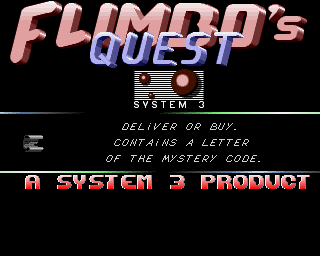 FLIMBO's
QUEST
SYSTEM 3
DELIVER OR BUY.
CONTAINS A LETTER
OF THE MYSTERY CODE.
A SYSTEM 3 PRODUCT